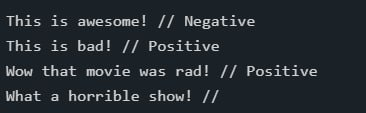 This is awesome! // Negative
This is bad! // Positive
Wow that movie was rad! // Positive
What a horrible show! //